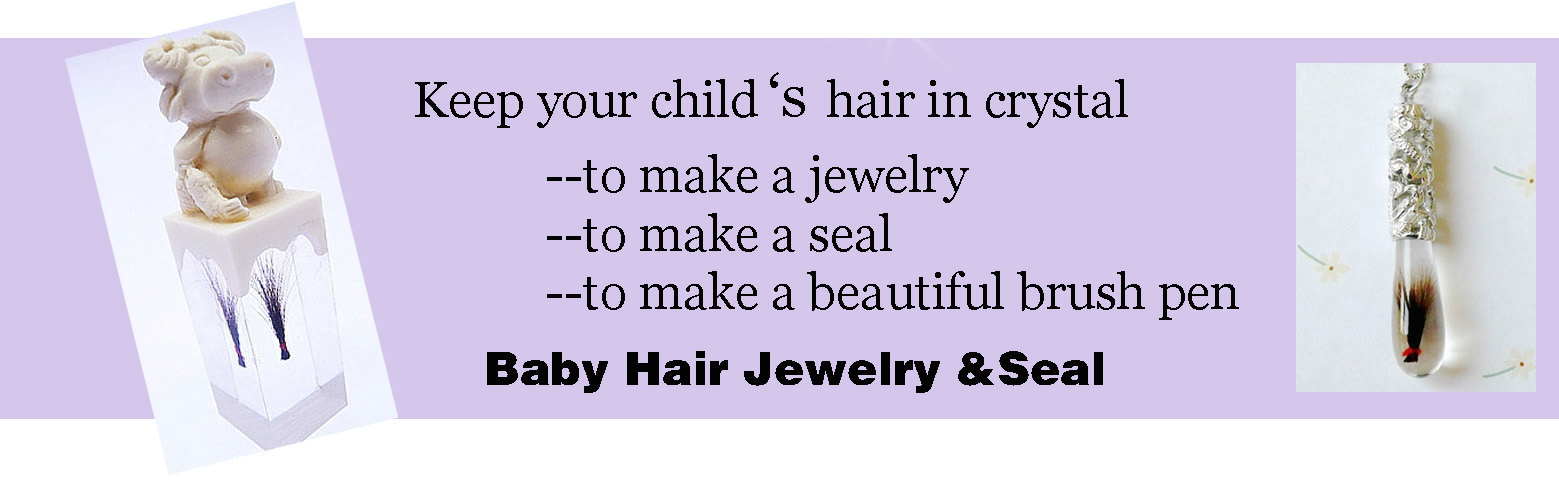 Keep your child ‘s hair in crystal
--to make a jewelry
--to make a seal
--to make a beautiful brush pen
Baby Hair Jewelry &Seal